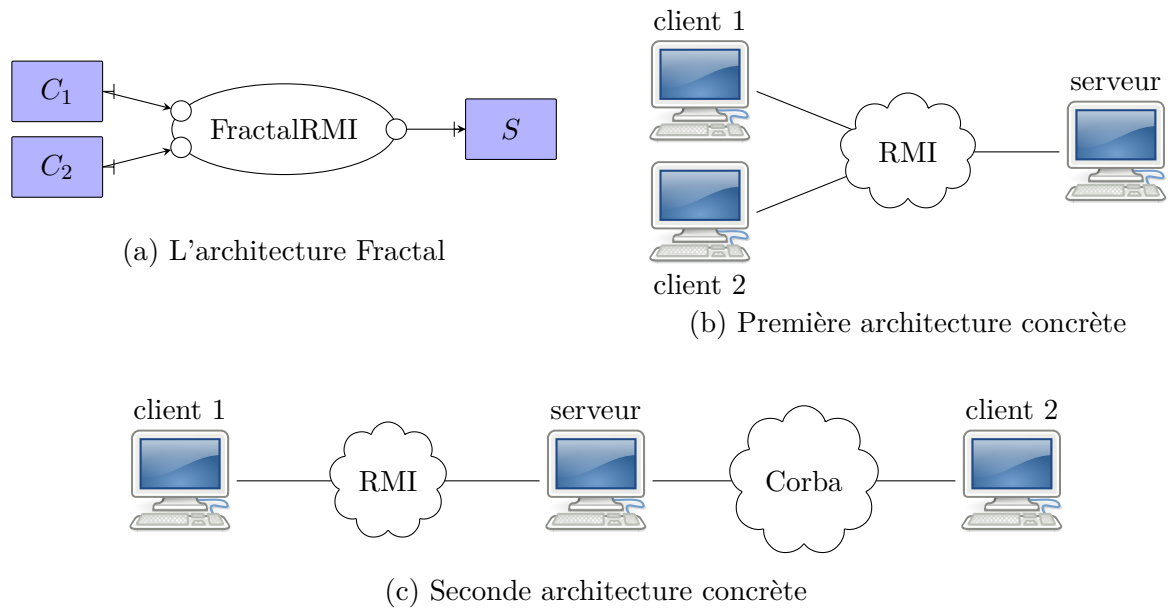 C1
C2
FractalRMI
S
(a) L'architecture Fractal
client 1
client 2
RMI
serveur
(b) Première architecture concrète
client 1
RMI
serveur
Corba
client 2
(c) Seconde architecture concrète